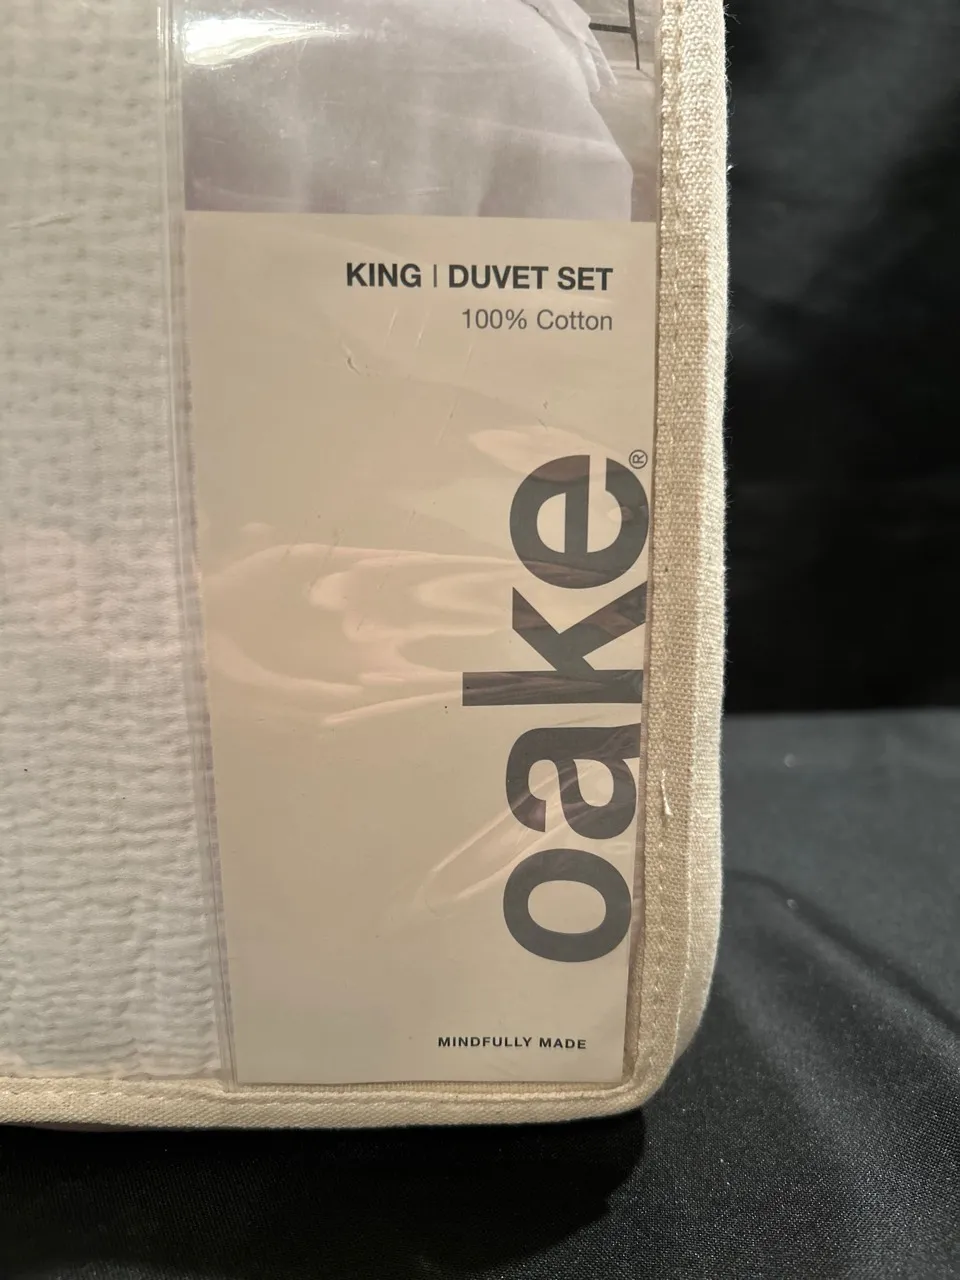 KING | DUVET SET
100% Cotton
oake®
MINDFULLY MADE